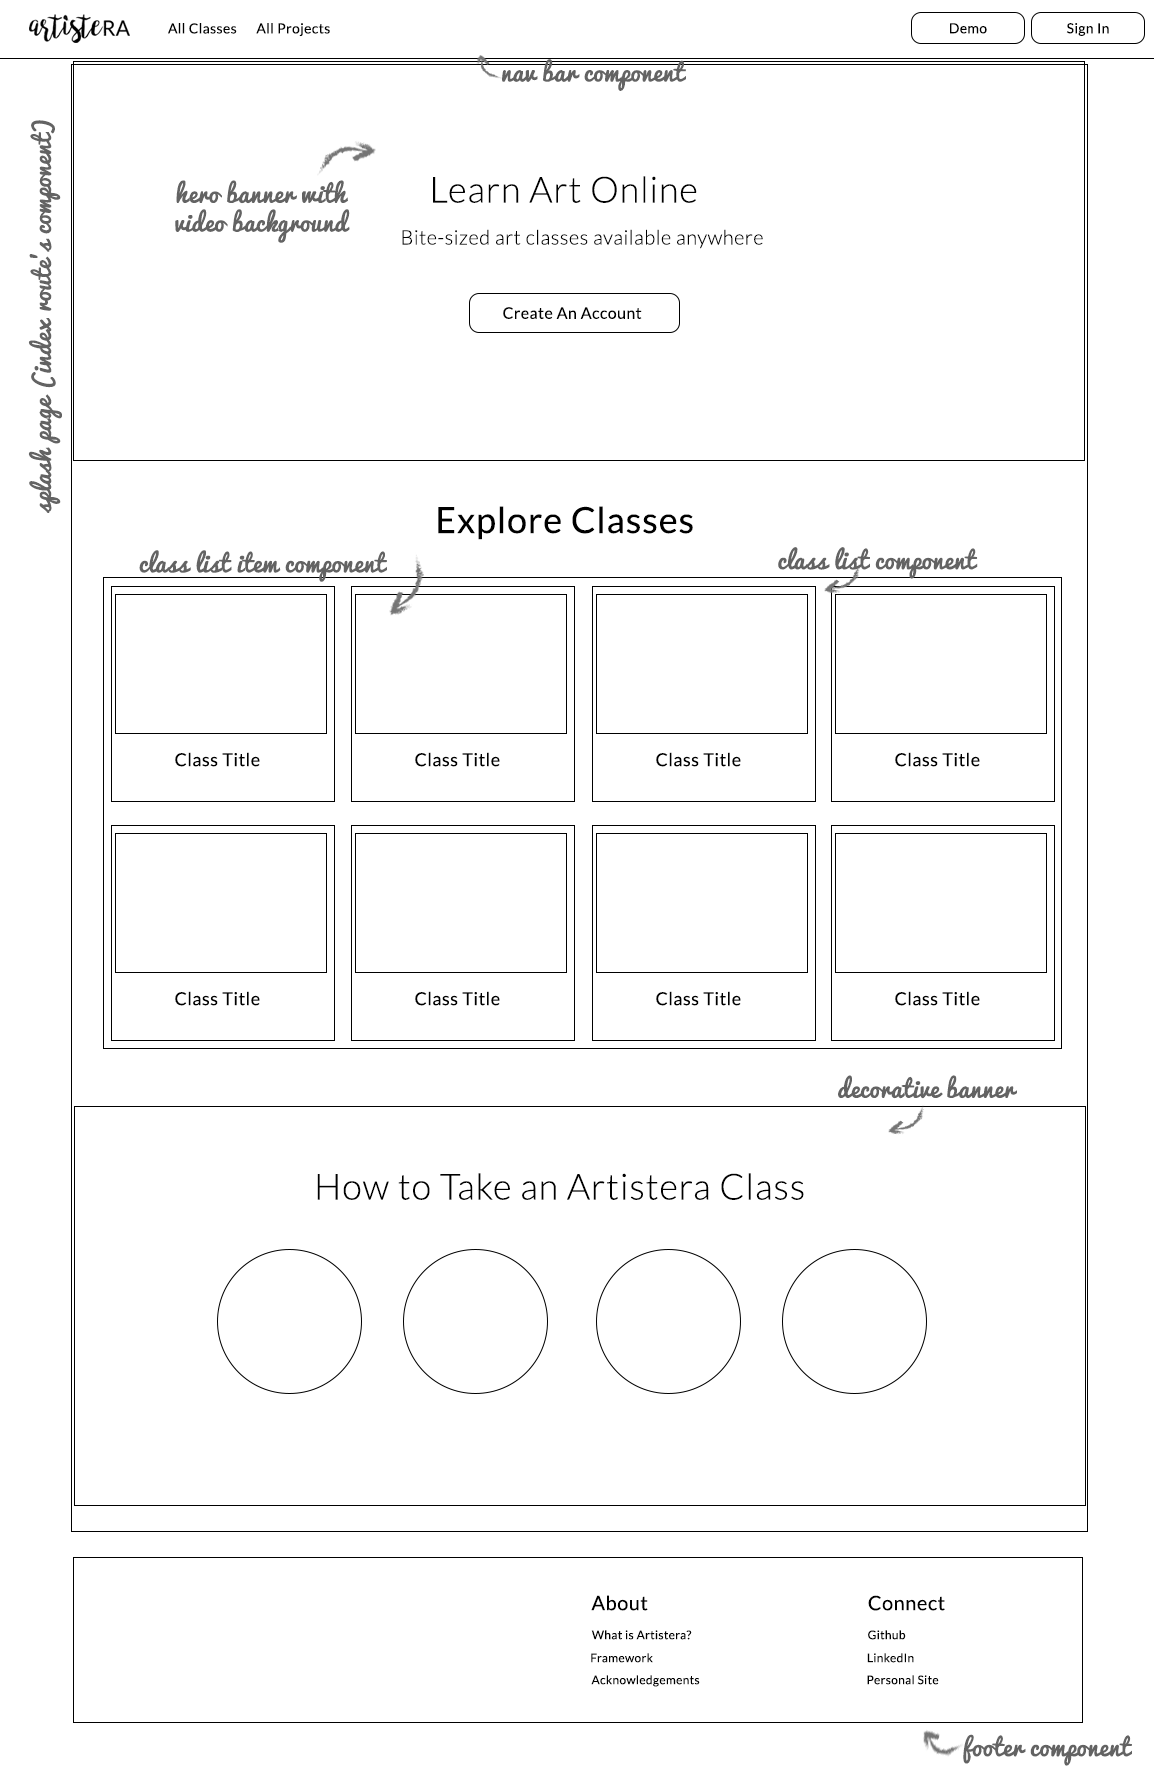 artisteRA
All Classes
All Projects
Demo
Sign In
nav bar component
splash page (index route's component)
hero banner with
video background
Learn Art Online
Bite-sized art classes available anywhere
Create An Account
Explore Classes
class list item component
class list component
Class Title
Class Title
Class Title
Class Title
Class Title
Class Title
Class Title
Class Title
decorative banner
How to Take an Artistera Class
About
What is Artistera?
Framework
Acknowledgements
Connect
Github
LinkedIn
Personal Site
footer component